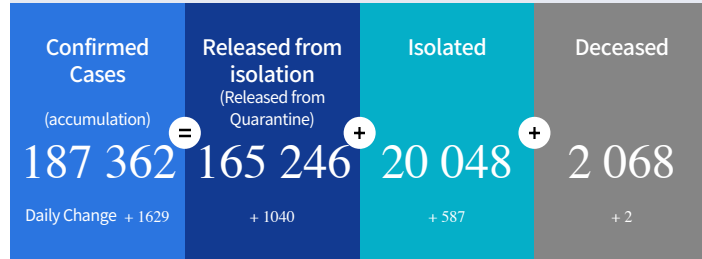 Confirmed
Cases
(accumulation)
187 362
Daily Change + 1629
=
Released from
isolation
(Released from
Quarantine)
165 246
+ 1040
+
Isolated
20 048
+ 587
+
Deceased
2 068
+ 2